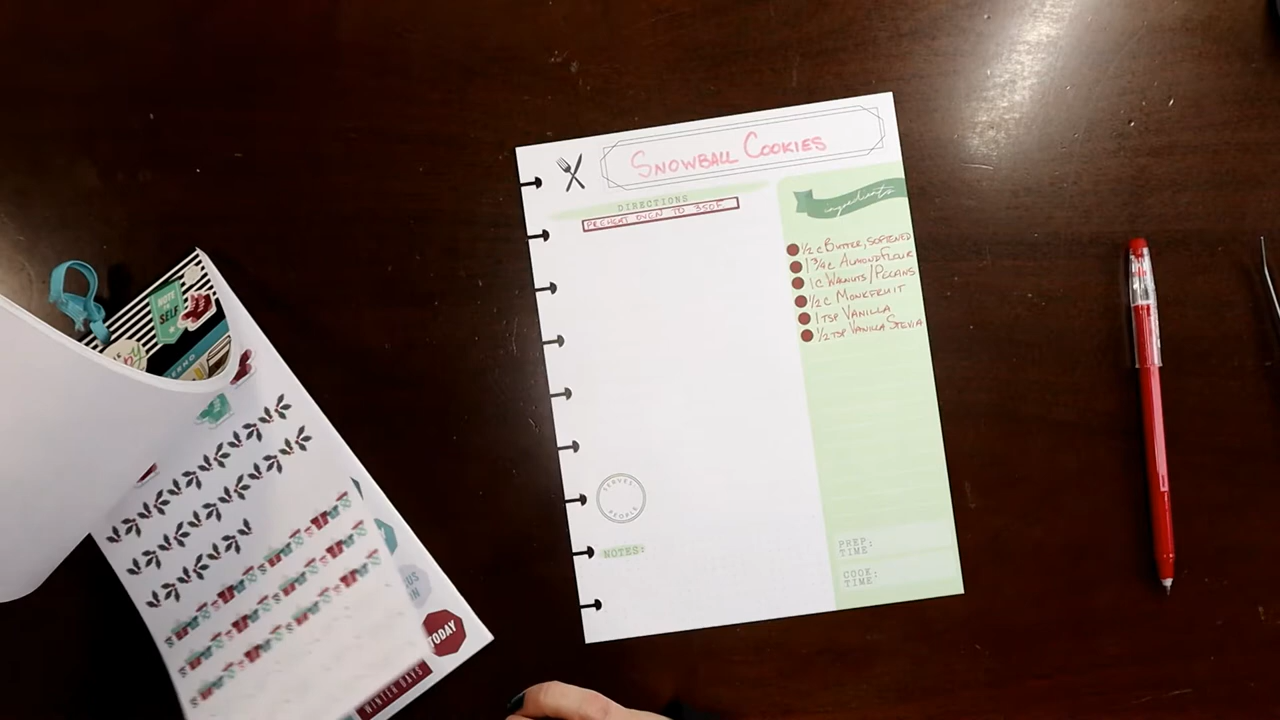 SNOWBALL COOKIES
DIRECTIONS
PREHEAT OVEN TO 350F
ingredients
1/2 C BUTTER, SOFTENED
1 3/4 C ALMOND FLOUR
1 C WALNUTS/PECANS
1/2 C MONKFRUIT
1 TSP VANILLA
1/2 TSP VANILLA STEVIA
SERVES:
PEOPLE
NOTES:
PREP:
TIME
COOK:
TIME
NOTE
TO
SELF
TODAY
WINTER DAYS